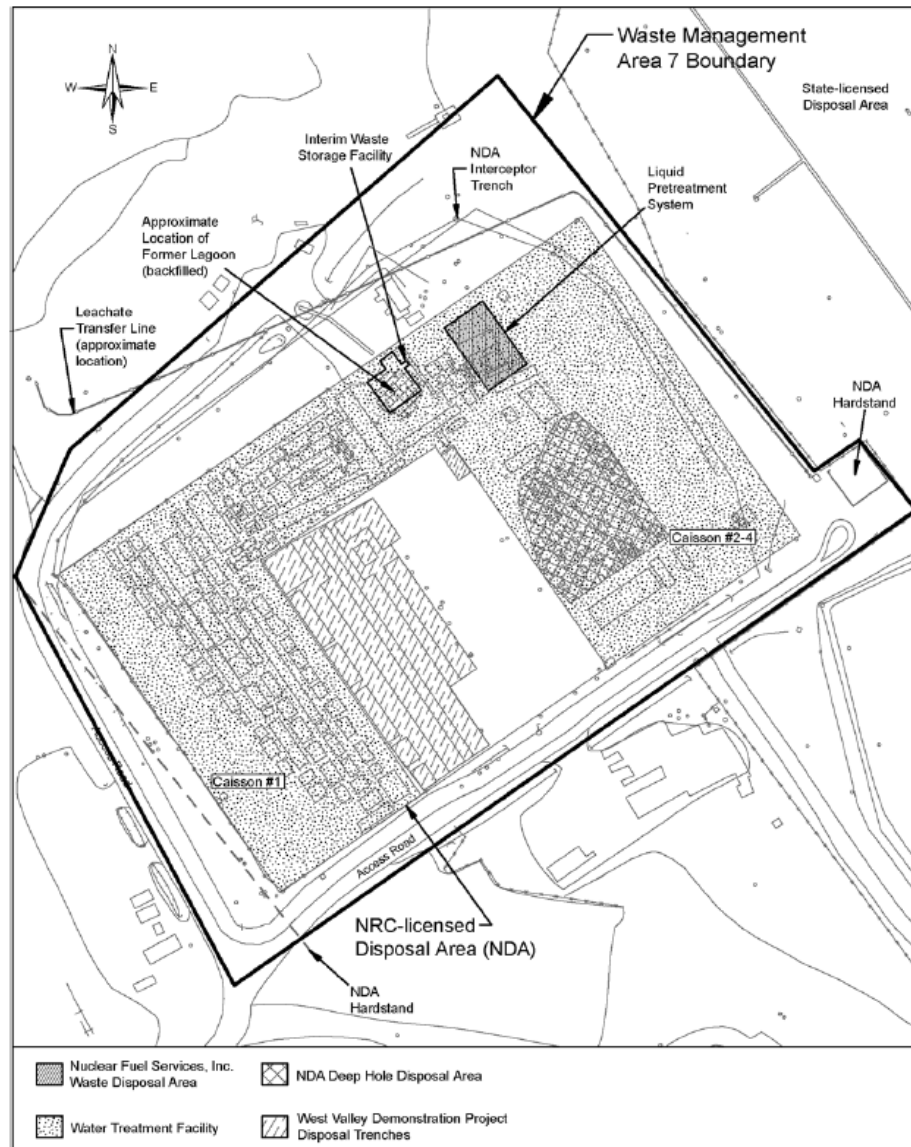 Waste Management
Area 7 Boundary
N
W
E
S
State-licensed
Disposal Area
Interim Waste
Storage Facility
NDA
Interceptor
Trench
Liquid
Pretreatment
System
Approximate
Location of
Former Lagoon
(backfilled)
Leachate
Transfer Line
(approximate
location)
NDA
Hardstand
Caisson #2-4
Caisson #1
Access Road
NRC-licensed
Disposal Area (NDA)
NDA
Hardstand
Nuclear Fuel Services, Inc.
Waste Disposal Area
NDA Deep Hole Disposal Area
Water Treatment Facility
West Valley Demonstration Project
Disposal Trenches